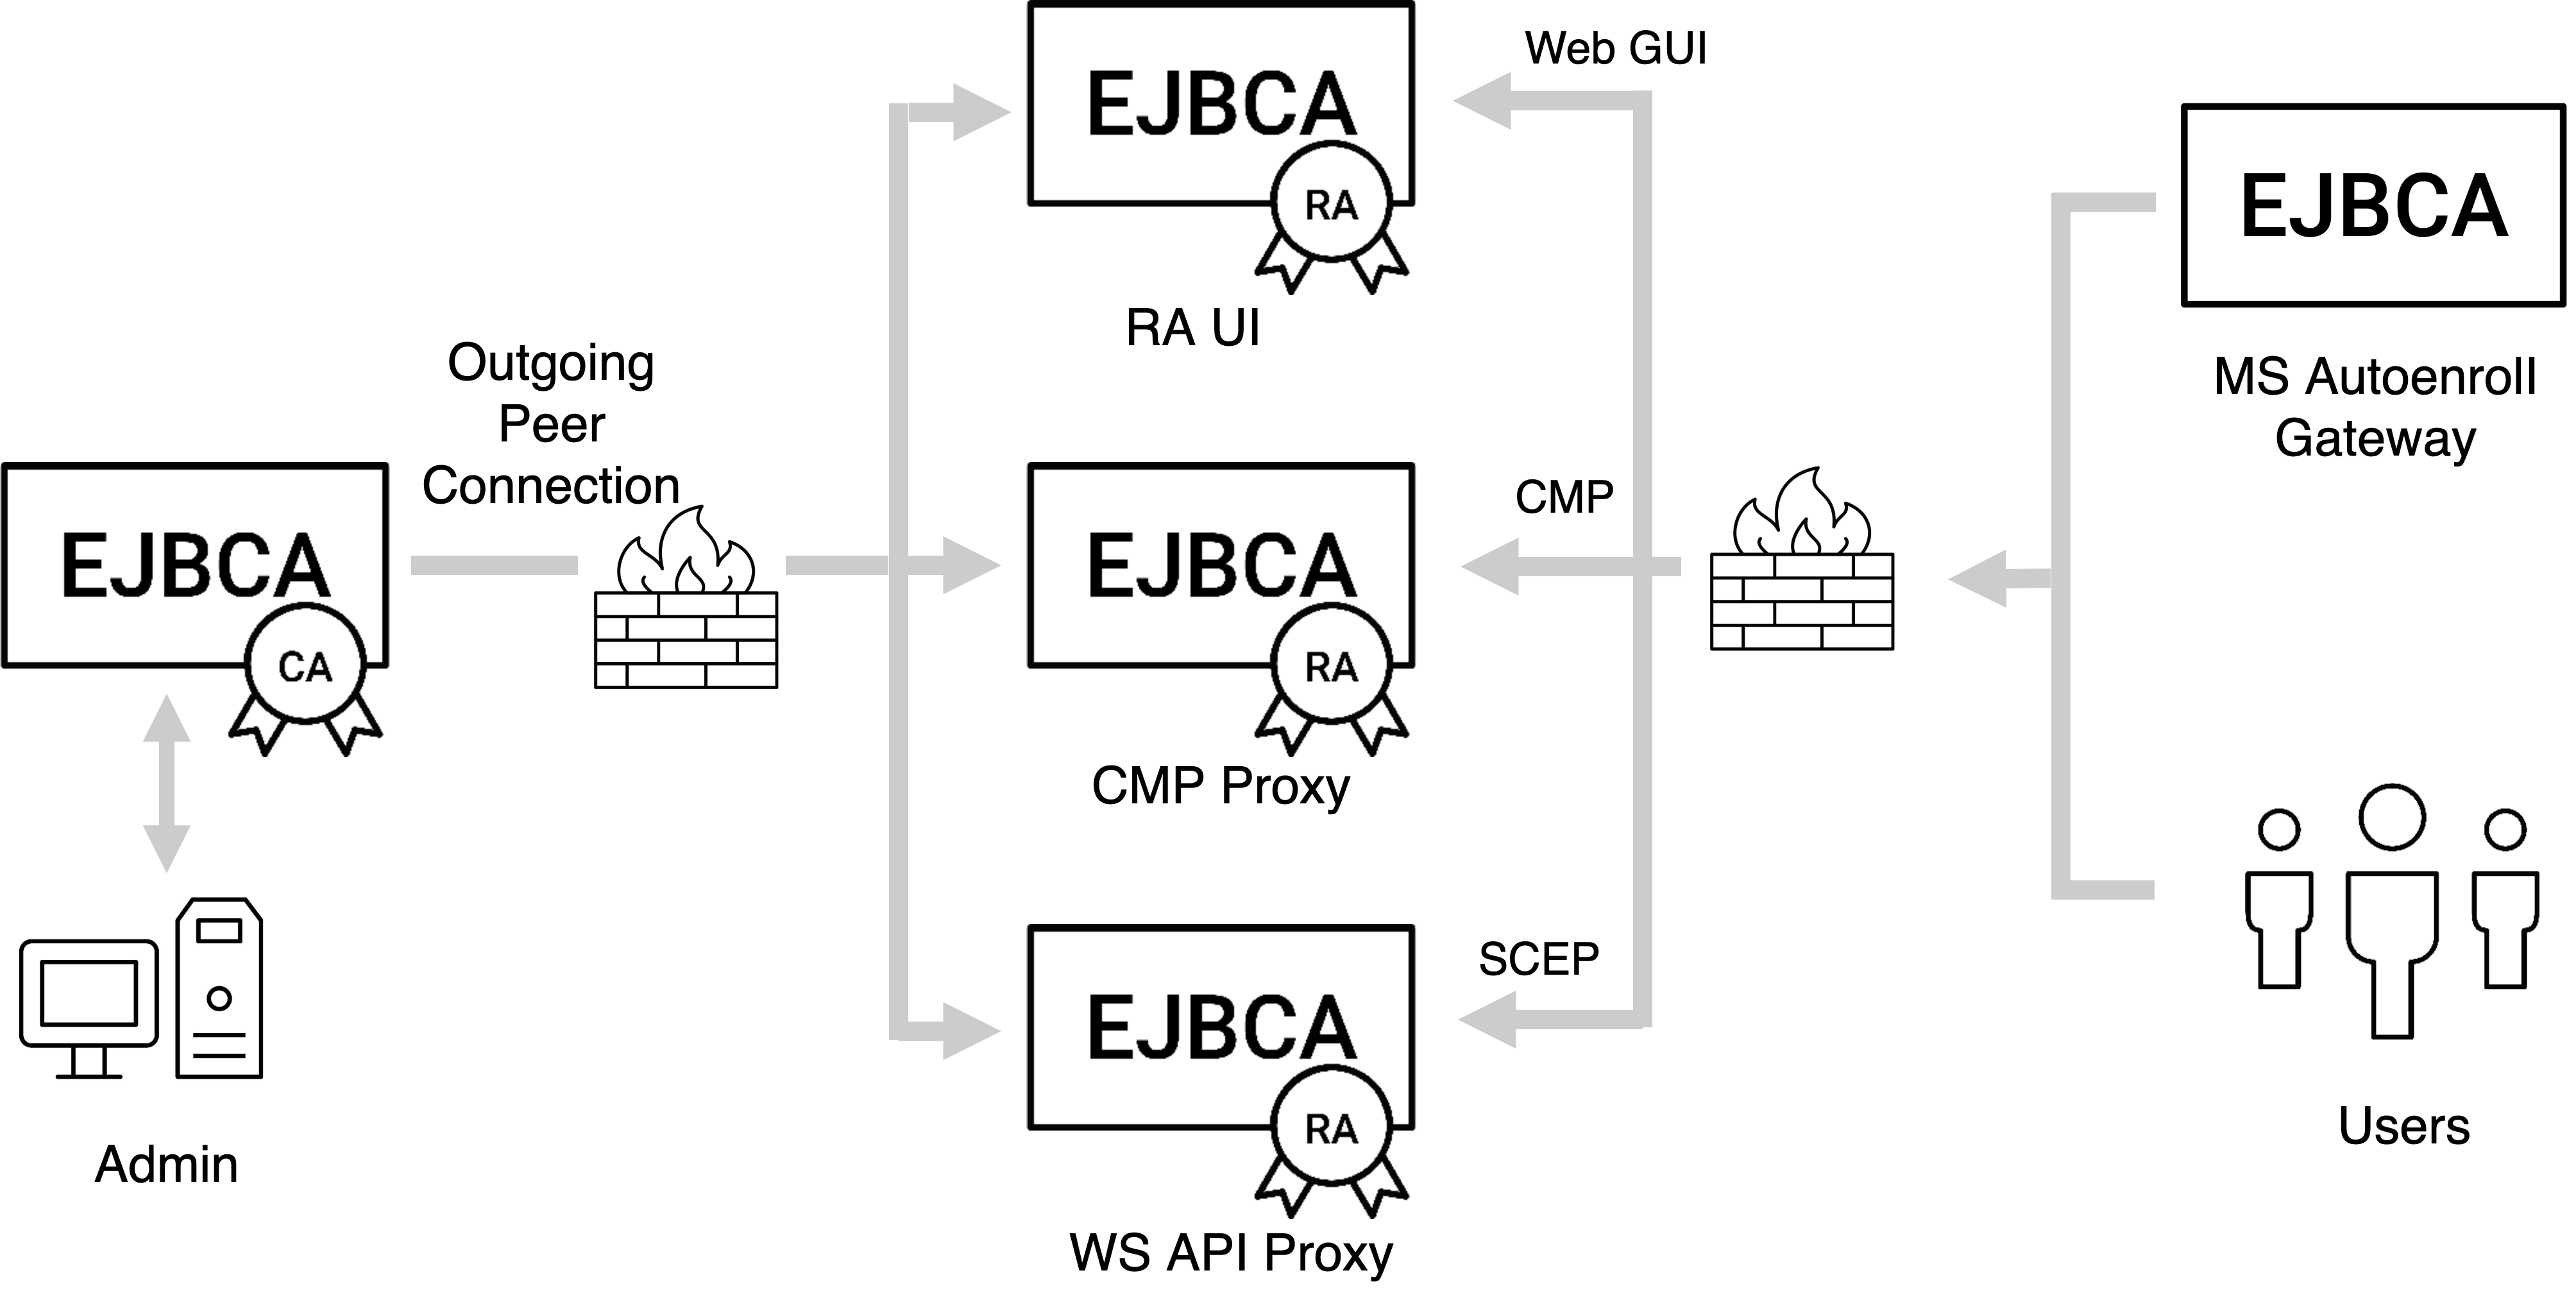 EJBCA
CA
Admin
Outgoing
Peer
Connection
EJBCA
RA
RA UI
EJBCA
RA
CMP Proxy
EJBCA
RA
WS API Proxy
Web GUI
CMP
SCEP
EJBCA
MS Autoenroll
Gateway
Users